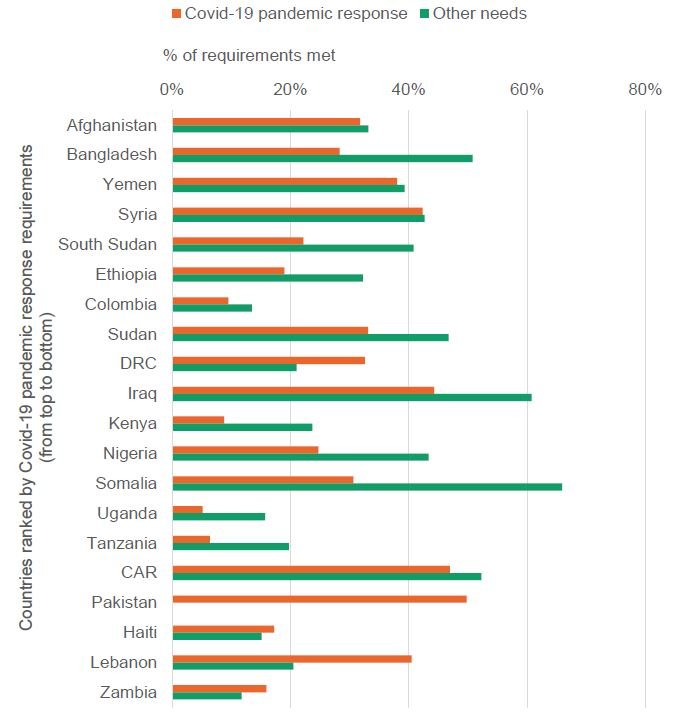 Covid-19 pandemic response Other needs
% of requirements met
0% 20% 40% 60% 80%
Countries ranked by Covid-19 pandemic response requirements
(from top to bottom)
Afghanistan
Bangladesh
Yemen
Syria
South Sudan
Ethiopia
Colombia
Sudan
DRC
Iraq
Kenya
Nigeria
Somalia
Uganda
Tanzania
CAR
Pakistan
Haiti
Lebanon
Zambia